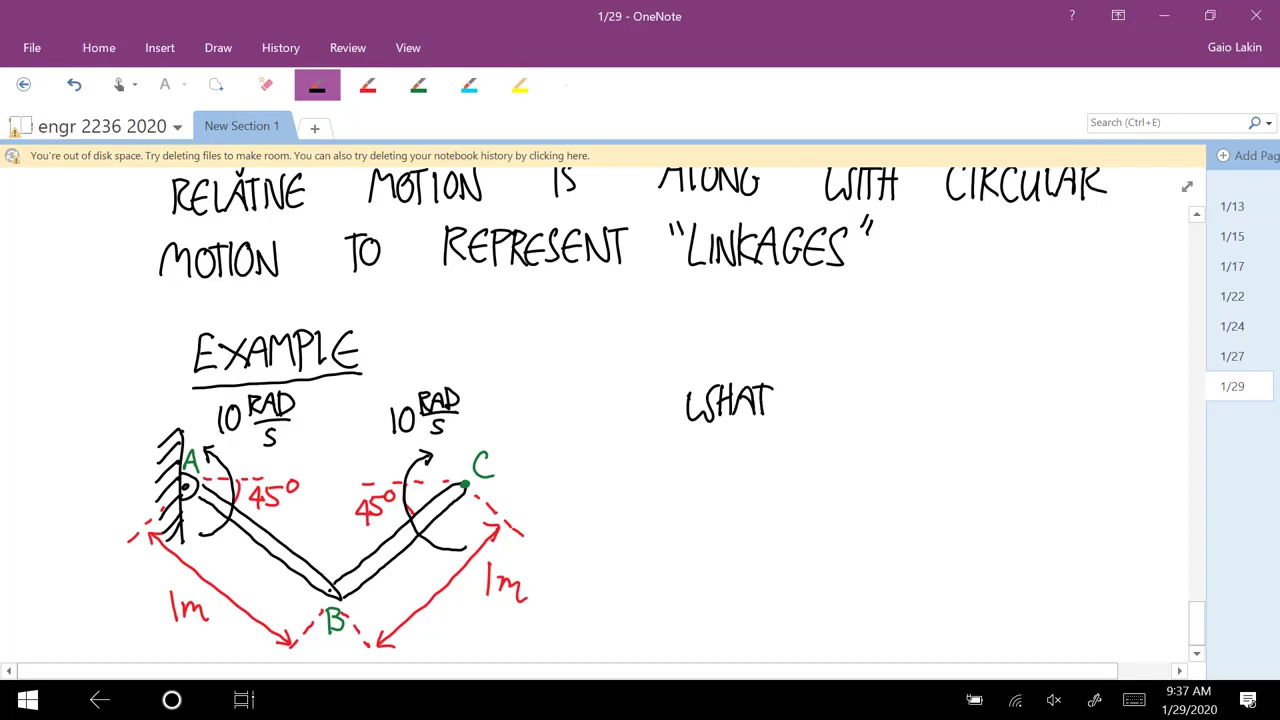 1/29 - OneNote
?
File Home Insert Draw History Review View
Gaio Lakin
A
engr 2236 2020 New Section 1 +
Search (Ctrl+E)
You're out of disk space. Try deleting files to make room. You can also try deleting your notebook history by clicking here.
Add Pag
RELATIVE MOTION IS ALONG WITH CIRCULAR
MOTION TO REPRESENT "LINKAGES"
EXAMPLE
10 RAD/S
10 RAD/S
WHAT
A
C
45°
45°
1m
1m
B
1/13
1/15
1/17
1/22
1/24
1/27
1/29
9:37 AM
1/29/2020